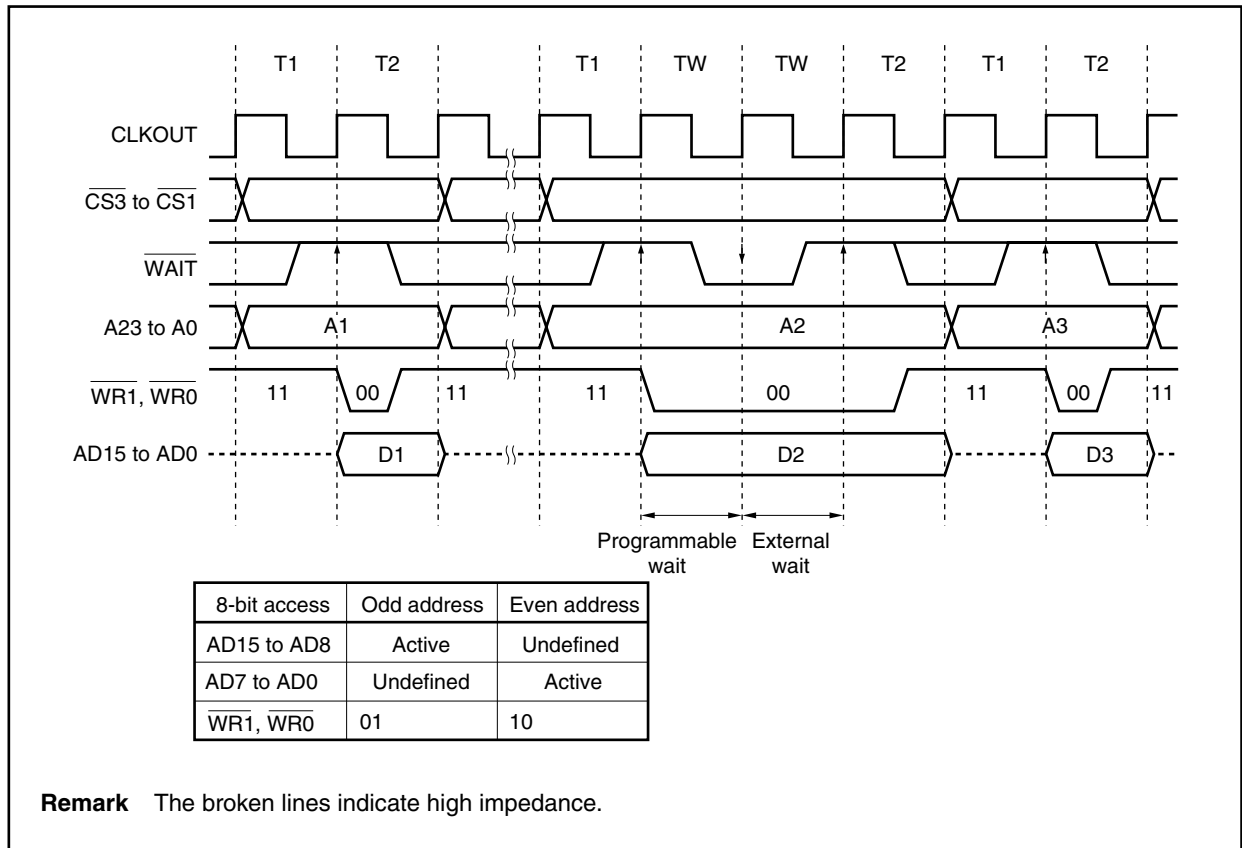 T1 T2 T1 TW TW T2 T1 T2
CLKOUT
CS3 to CS1
WAIT
A23 to A0 A1 A2 A3
WR1, WR0 11 00 11 11 00 11 00 11
AD15 to AD0 D1 D2 D3
Programmable wait
External wait
8-bit access Odd address Even address
AD15 to AD8 Active Undefined
AD7 to AD0 Undefined Active
WR1, WR0 01 10
Remark The broken lines indicate high impedance.